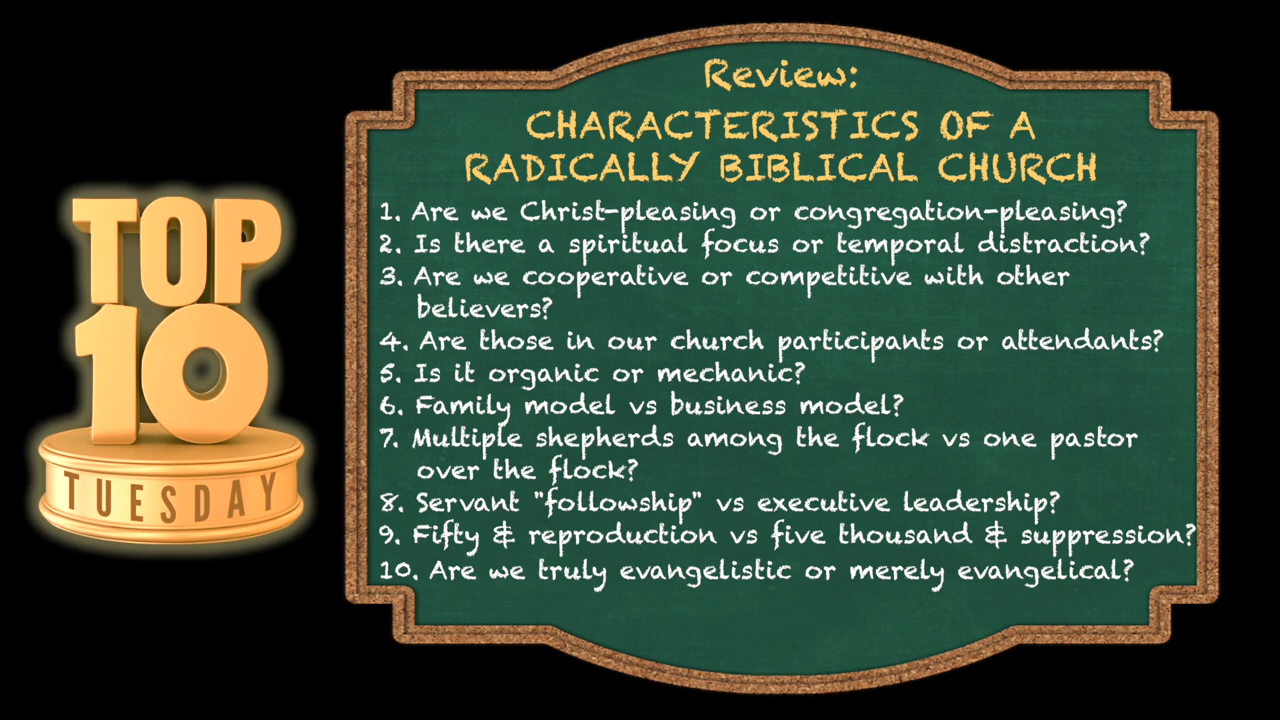 TOP
10
TUESDAY
Review:
CHARACTERISTICS OF A
RADICALLY BIBLICAL CHURCH
1. Are we Christ-pleasing or congregation-pleasing?
2. Is there a spiritual focus or temporal distraction?
3. Are we cooperative or competitive with other
believers?
4. Are those in our church participants or attendants?
5. Is it organic or mechanic?
6. Family model vs business model?
7. Multiple shepherds among the flock vs one pastor
over the flock?
8. Servant "followship" vs executive leadership?
9. Fifty & reproduction vs five thousand & suppression?
10. Are we truly evangelistic or merely evangelical?